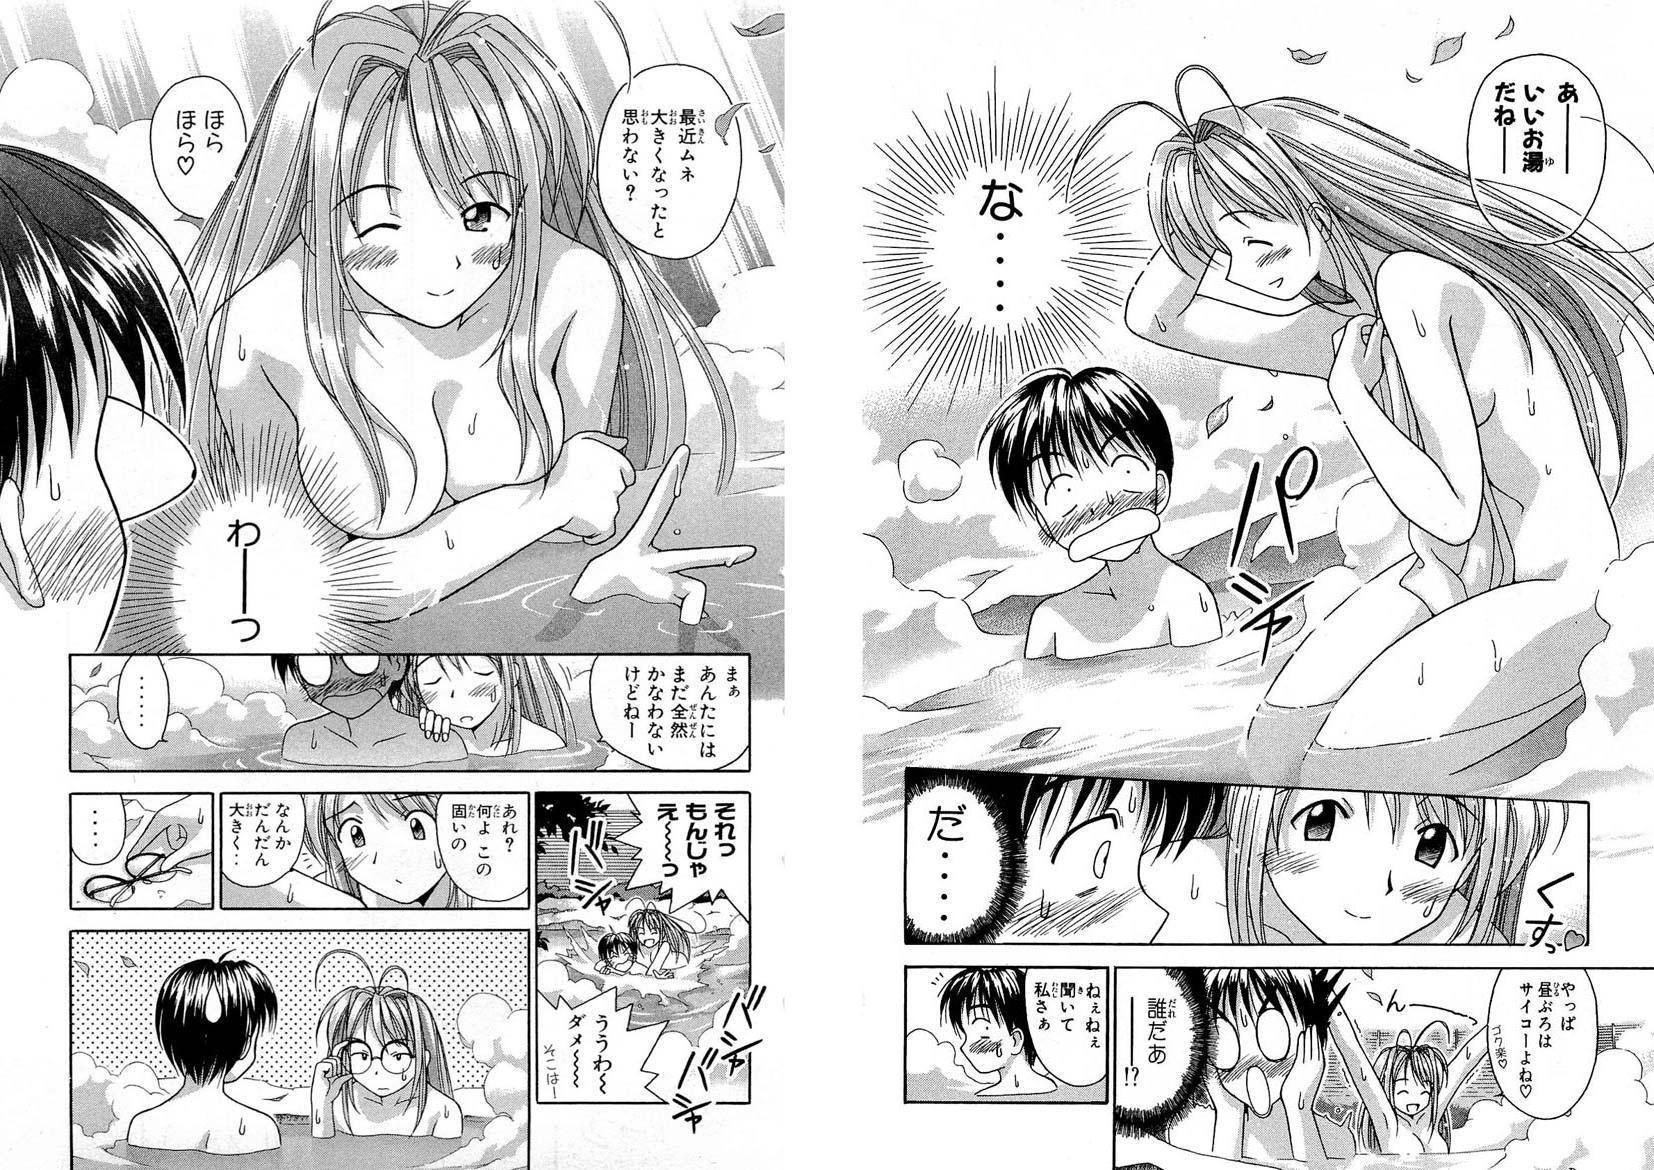 あーー
いいお湯
だねーー
な・・・・
パシャ
くすっ♡
だ・・・・
やっぱ
昼ぶろは
サイコーよね♡
ん〜
ゴク楽♡
誰だあ
――!?
ねぇねぇ
聞いて
私さぁ
最近ムネ
大きくなったと
思わない?
ほら
ほら♡
わーーっ
まぁ
あんたには
まだ全然
かなわない
けどねー
・・・・
それっ
もんじゃ
え〜〜っ
バシャ
ううわ〜
ダメ〜〜
そこはー
バシャ
バシャ
あれ?
何よ この
固いの
なんか
だんだん
大きく‥
・・・